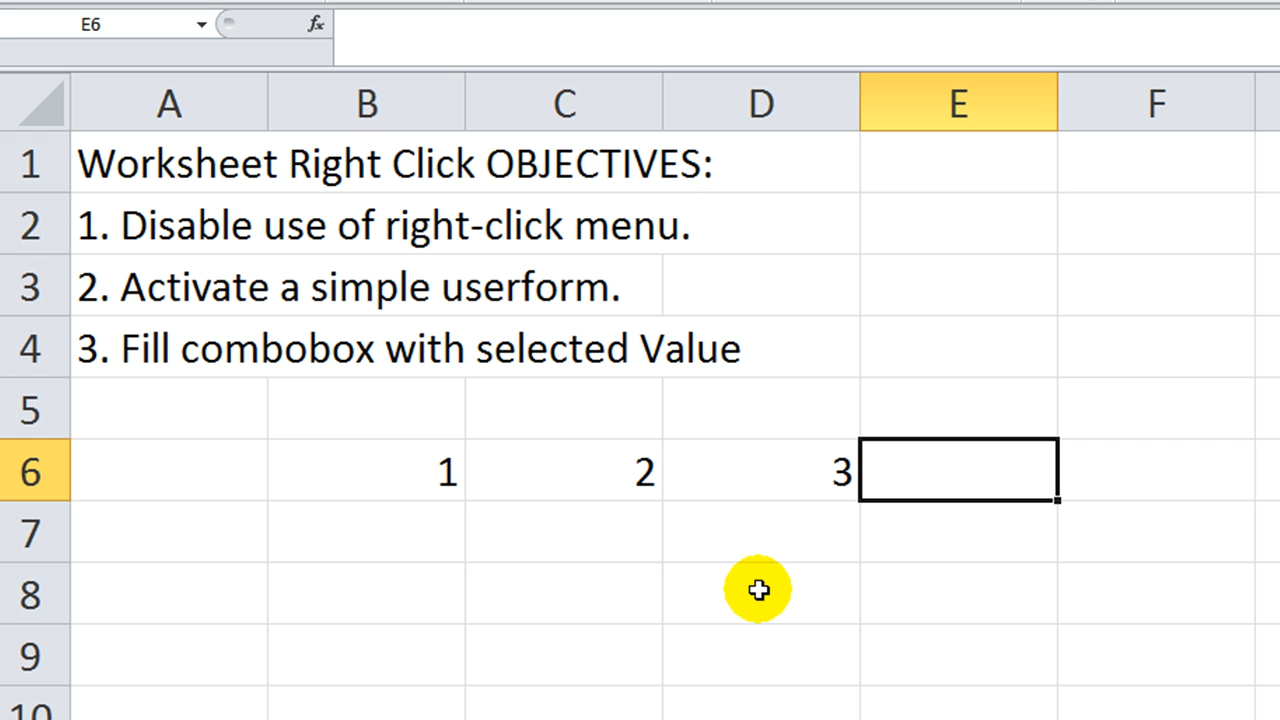 E6 fx
A B C D E F
1 Worksheet Right Click OBJECTIVES:
2 1. Disable use of right-click menu.
3 2. Activate a simple userform.
4 3. Fill combobox with selected Value
5
6 1 2 3
7
8
9
10